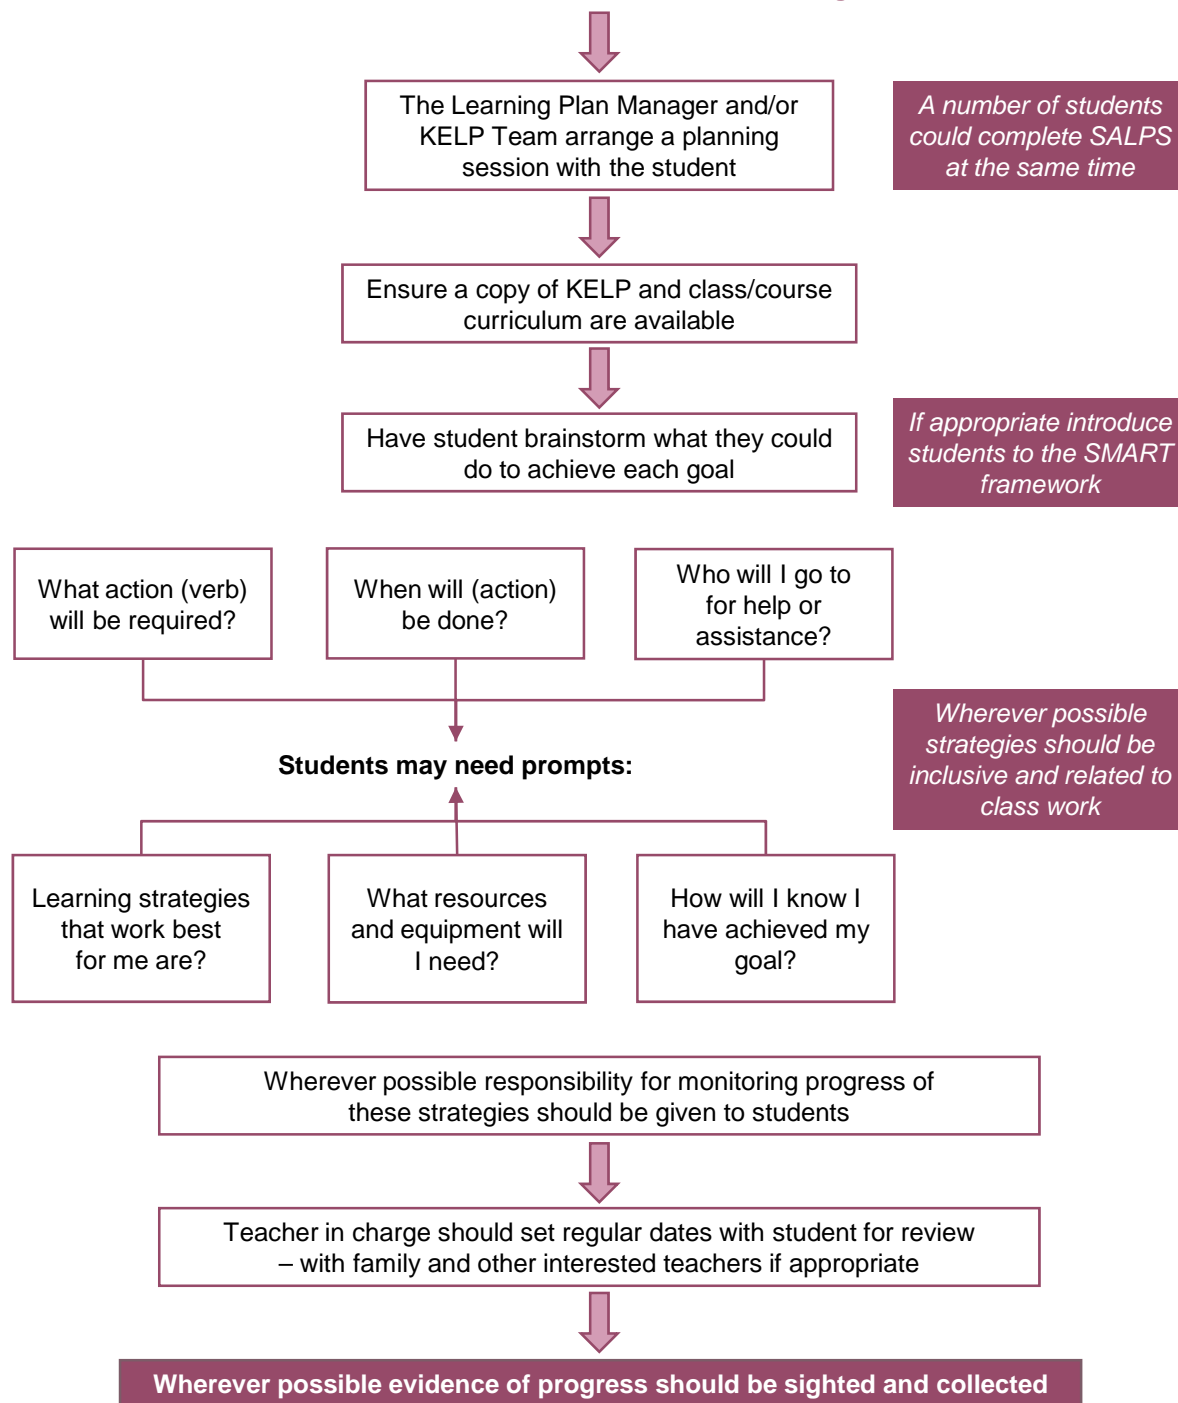 The Learning Plan Manager and/or
KELP Team arrange a planning
session with the student
A number of students
could complete SALPS
at the same time
Ensure a copy of KELP and class/course
curriculum are available
Have student brainstorm what they could
do to achieve each goal
If appropriate introduce
students to the SMART
framework
What action (verb)
will be required?
When will (action)
be done?
Who will I go to
for help or
assistance?
Wherever possible
strategies should be
inclusive and related to
class work
Students may need prompts:
Learning strategies
that work best
for me are?
What resources
and equipment will
I need?
How will I know I
have achieved my
goal?
Wherever possible responsibility for monitoring progress of
these strategies should be given to students
Teacher in charge should set regular dates with student for review
– with family and other interested teachers if appropriate
Wherever possible evidence of progress should be sighted and collected